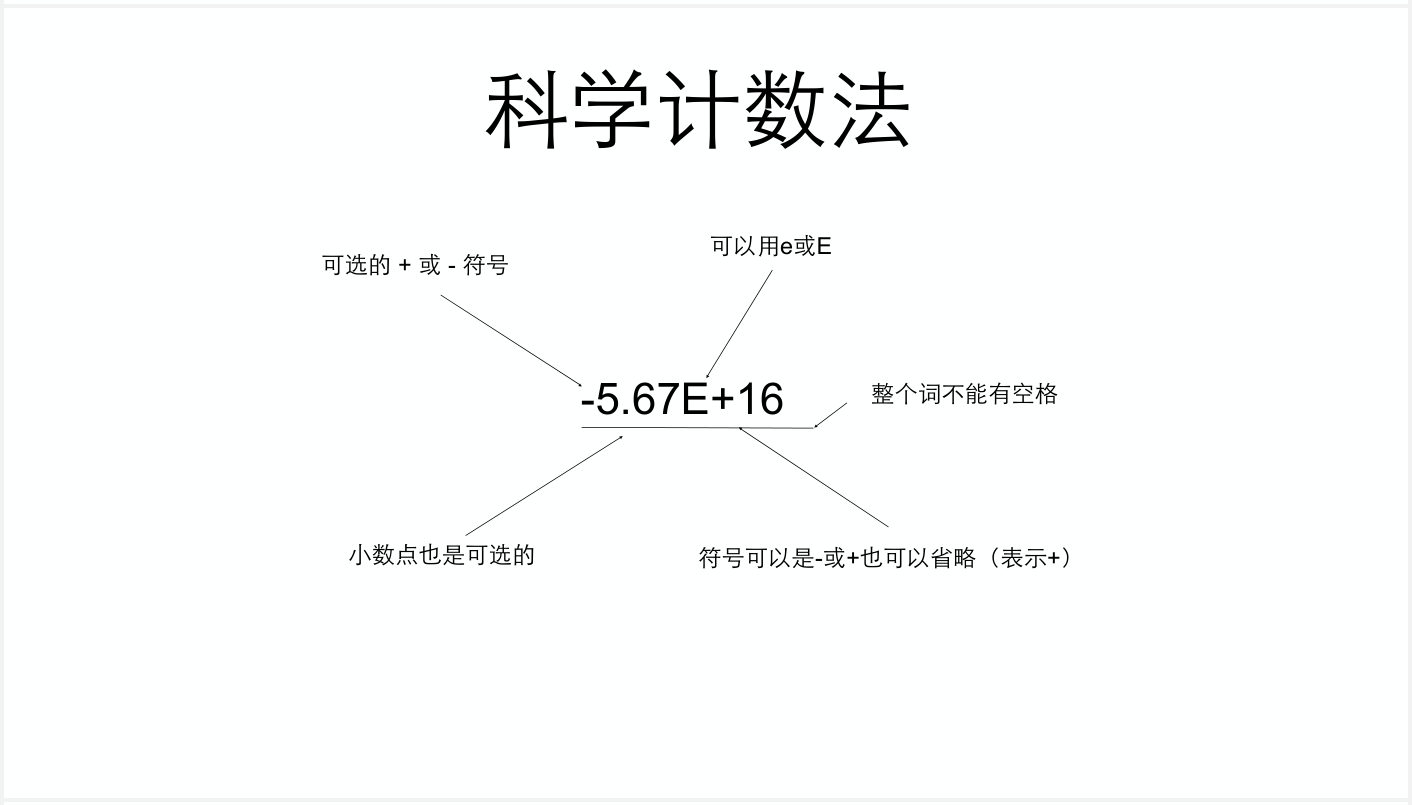 科学计数法
可以用e或E
可选的 + 或 - 符号
-5.67E+16
整个词不能有空格
小数点也是可选的
符号可以是-或+也可以省略（表示+）